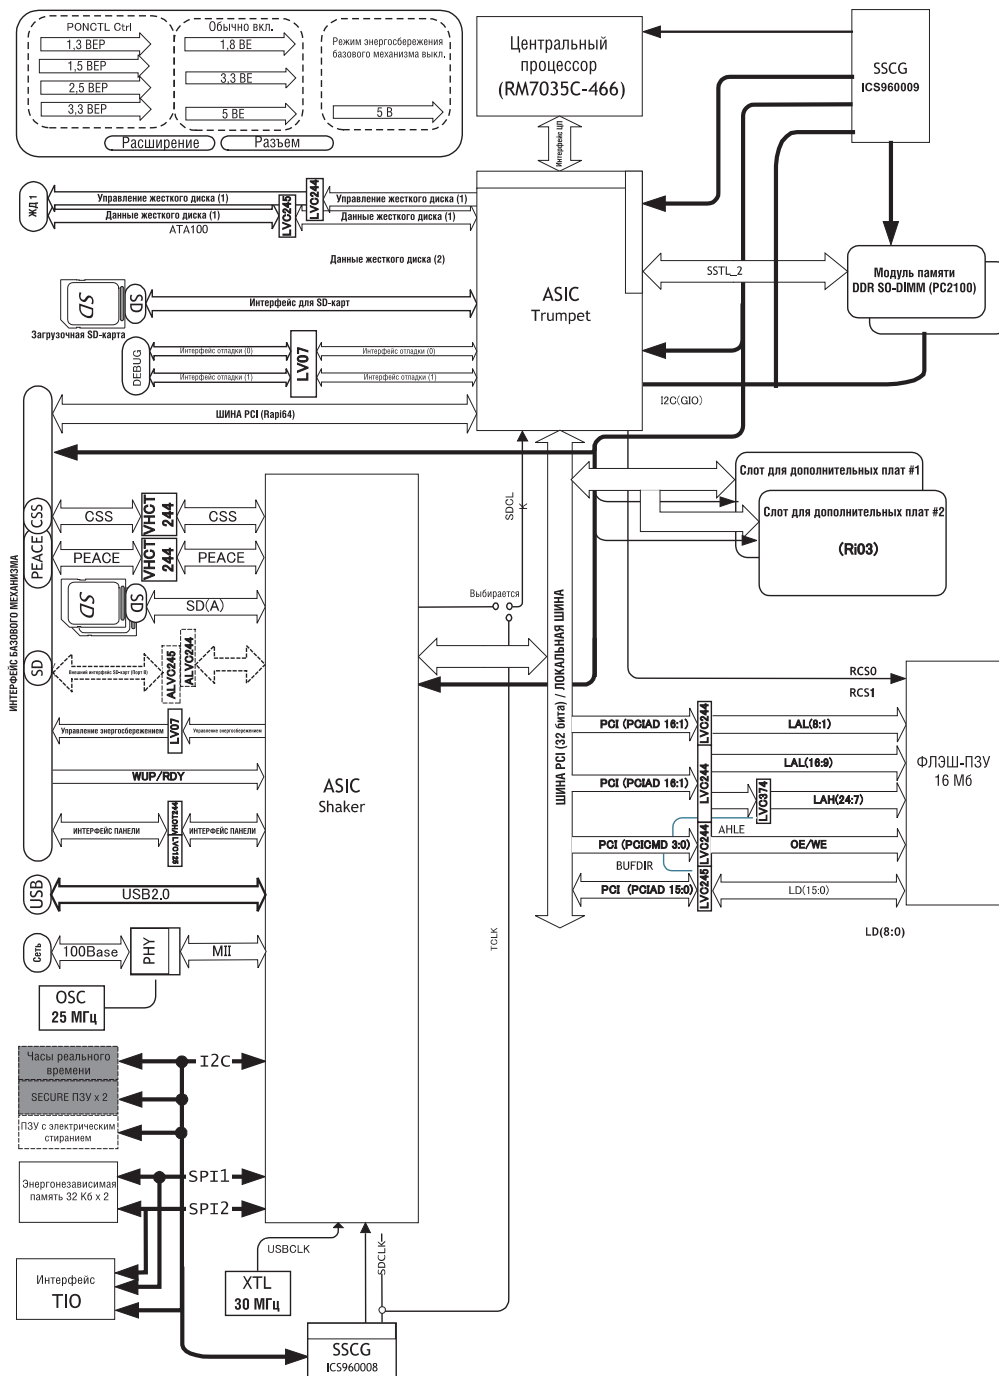 PONCTL Ctrl
1,3 ВЕР
1,5 ВЕР
2,5 ВЕР
3,3 ВЕР
Обычно вкл.
1,8 ВЕ
3,3 ВЕ
5 ВЕ
Режим энергосбережения
базового механизма выкл.
5 В
Расширение
Разъем
Центральный
процессор
(RM7035C-466)
SSCG
ICS960009
Интерфейс ЦП
ЖД 1
Управление жесткого диска (1)
LVC244
Управление жесткого диска (1)
Данные жесткого диска (1)
LVC245
Данные жесткого диска (1)
ATA100
Данные жесткого диска (2)
ASIC
Trumpet
SSTL_2
Модуль памяти
DDR SO-DIMM (PC2100)
SD
SD
Интерфейс для SD-карт
Загрузочная SD-карта
DEBUG
Интерфейс отладки (0)
LV07
Интерфейс отладки (0)
Интерфейс отладки (1)
Интерфейс отладки (1)
I2C(GIO)
ШИНА PCI (Rapi64)
ИНТЕРФЕЙС БАЗОВОГО МЕХАНИЗМА
Слот для дополнительных плат #1
Слот для дополнительных плат #2
(Ri03)
SDCL
K
CSS
CSS
VHCT
244
CSS
PEACE
PEACE
VHCT
244
PEACE
SD
SD
SD(A)
Выбирается
SD
Внешний интерфейс SD-карт (Порт B)
ALVC245
ALVC244
ШИНА PCI (32 бита) / ЛОКАЛЬНАЯ ШИНА
RCS0
RCS1
Управление энергосбережением
LV07
Управление энергосбережением
WUP/RDY
ASIC
Shaker
ИНТЕРФЕЙС ПАНЕЛИ
ИНТЕРФЕЙС ПАНЕЛИ
PCI (PCIAD 16:1)
LVC244
LAL(8:1)
LAL(16:9)
PCI (PCIAD 16:1)
LVC244
LVC374
LAH(24:7)
AHLE
PCI (PCICMD 3:0)
LVC244
OE/WE
BUFDIR
PCI (PCIAD 15:0)
LVC245
LD(15:0)
LD(8:0)
ФЛЭШ-ПЗУ
16 Мб
USB
USB2.0
TCLK
Сеть
100Base
PHY
MII
OSC
25 МГц
Часы реального
времени
I2C
SECURE ПЗУ x 2
ПЗУ с электрическим
стиранием
Энергонезависимая
память 32 Кб x 2
SPI1
SPI2
Интерфейс
TIO
USBCLK
SDCLK
XTL
30 МГц
SSCG
ICS960008